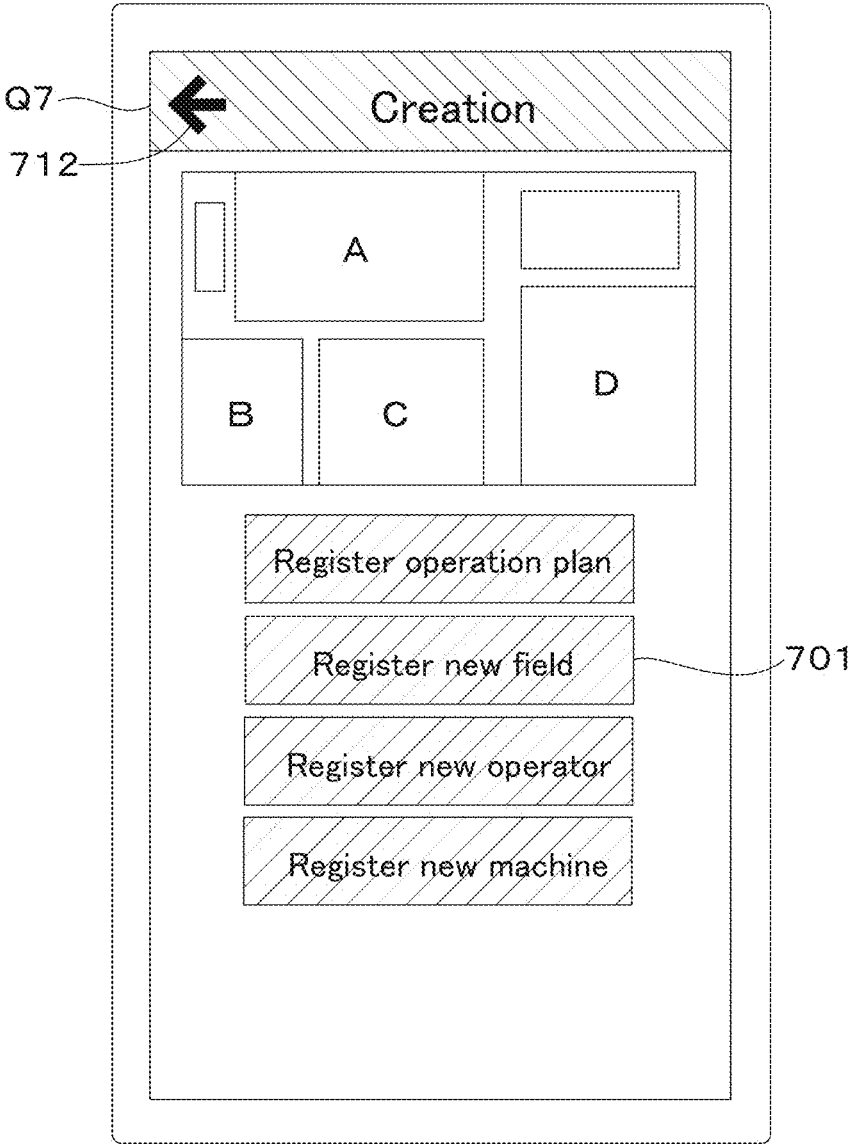 Q7
Creation
712
A
B
C
D
Register operation plan
Register new field
701
Register new operator
Register new machine